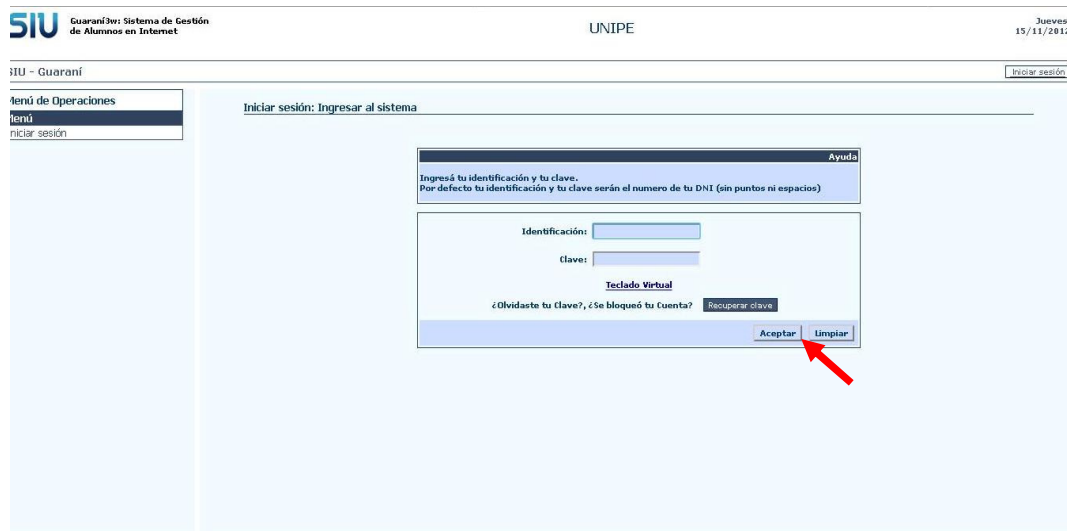 SIU
Guaraní3w: Sistema de Gestión
de Alumnos en Internet
UNIPE
Jueves
15/11/2012
SIU - Guaraní
Iniciar sesión
Menú de Operaciones
Menú
Iniciar sesión
Iniciar sesión: Ingresar al sistema
Ayuda
Ingresá tu identificación y tu clave.
Por defecto tu identificación y tu clave serán el numero de tu DNI (sin puntos ni espacios)
Identificación:
Clave:
Teclado Virtual
¿Olvidaste tu Clave?, ¿Se bloqueó tu Cuenta? Recuperar clave
Aceptar Limpiar